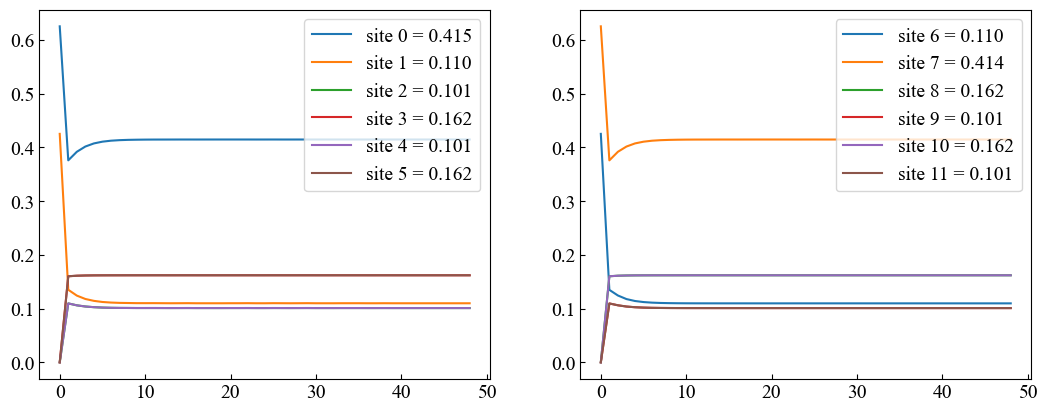 0.6
0.5
0.4
0.3
0.2
0.1
0.0
0 10 20 30 40 50
site 0 = 0.415
site 1 = 0.110
site 2 = 0.101
site 3 = 0.162
site 4 = 0.101
site 5 = 0.162
0.6
0.5
0.4
0.3
0.2
0.1
0.0
0 10 20 30 40 50
site 6 = 0.110
site 7 = 0.414
site 8 = 0.162
site 9 = 0.101
site 10 = 0.162
site 11 = 0.101